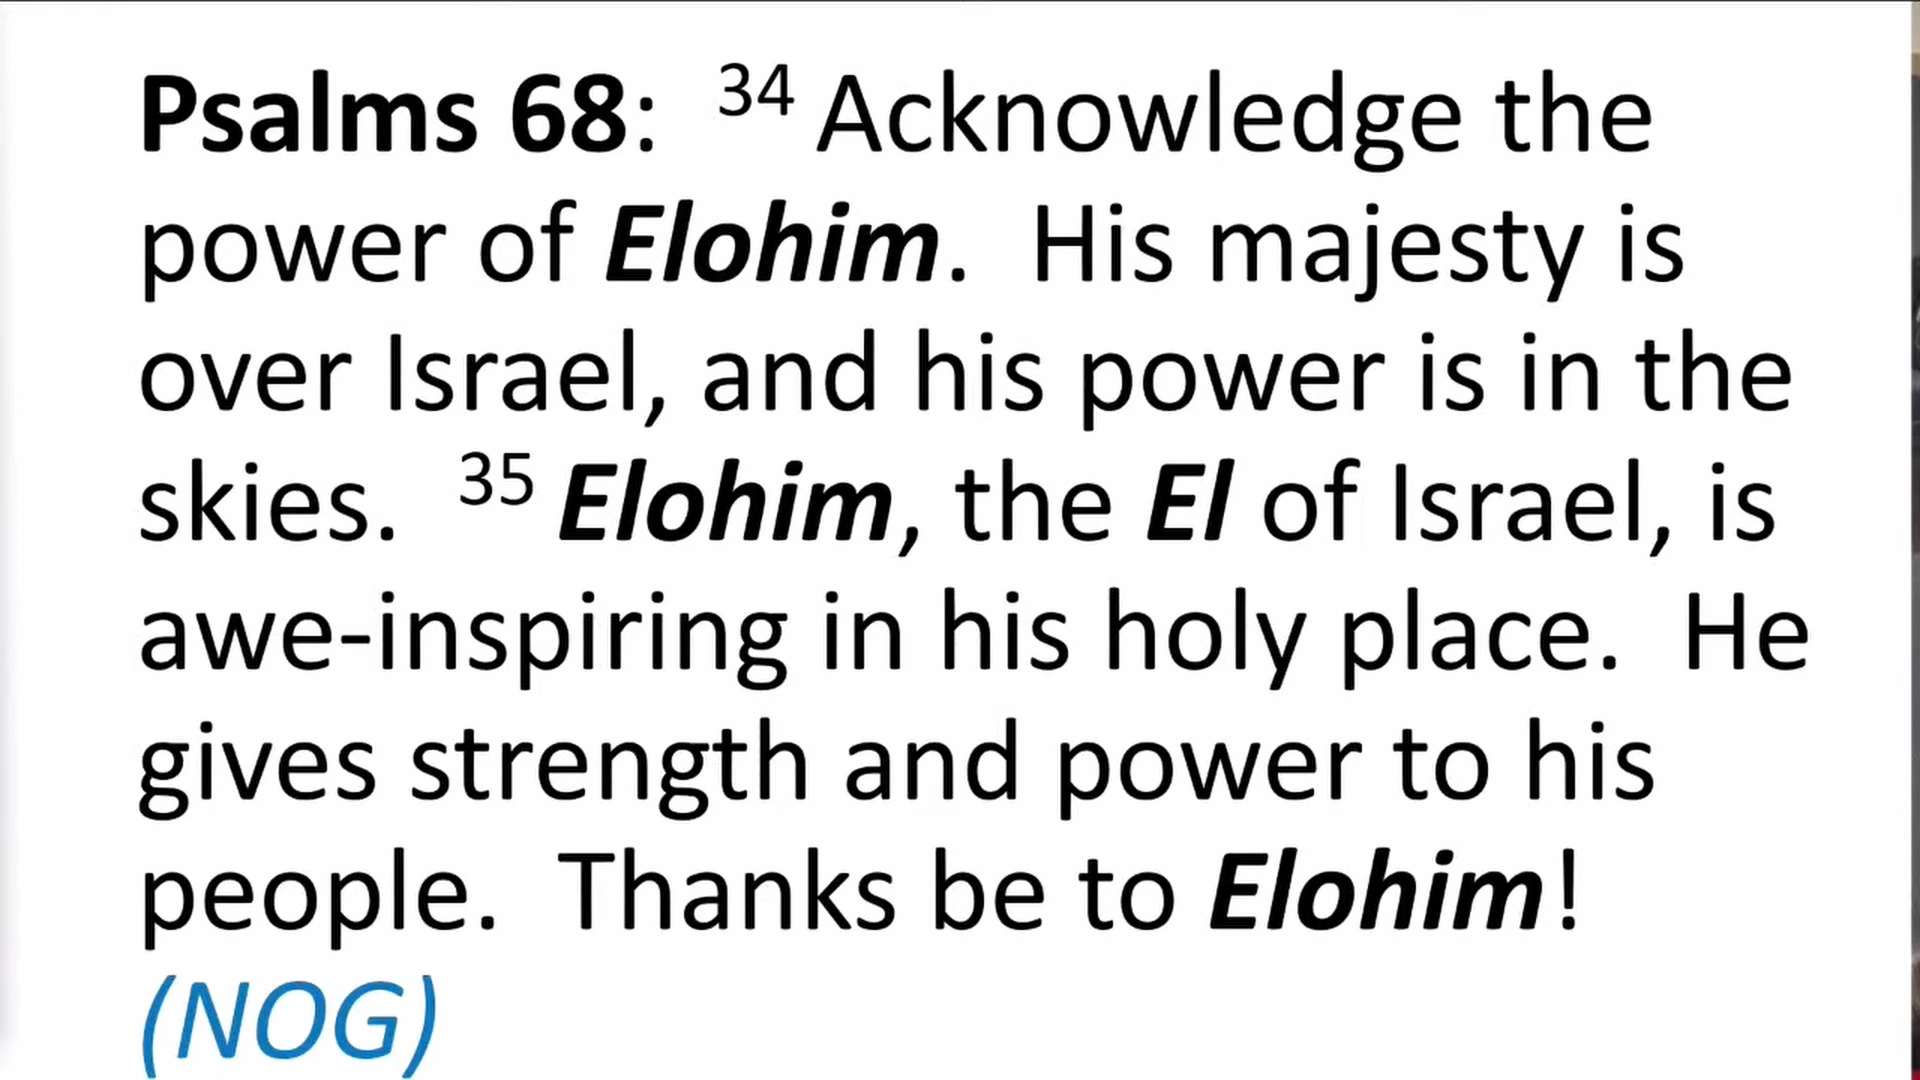 Psalms 68: 34 Acknowledge the
power of Elohim. His majesty is
over Israel, and his power is in the
skies. 35 Elohim, the El of Israel, is
awe-inspiring in his holy place. He
gives strength and power to his
people. Thanks be to Elohim!
(NOG)